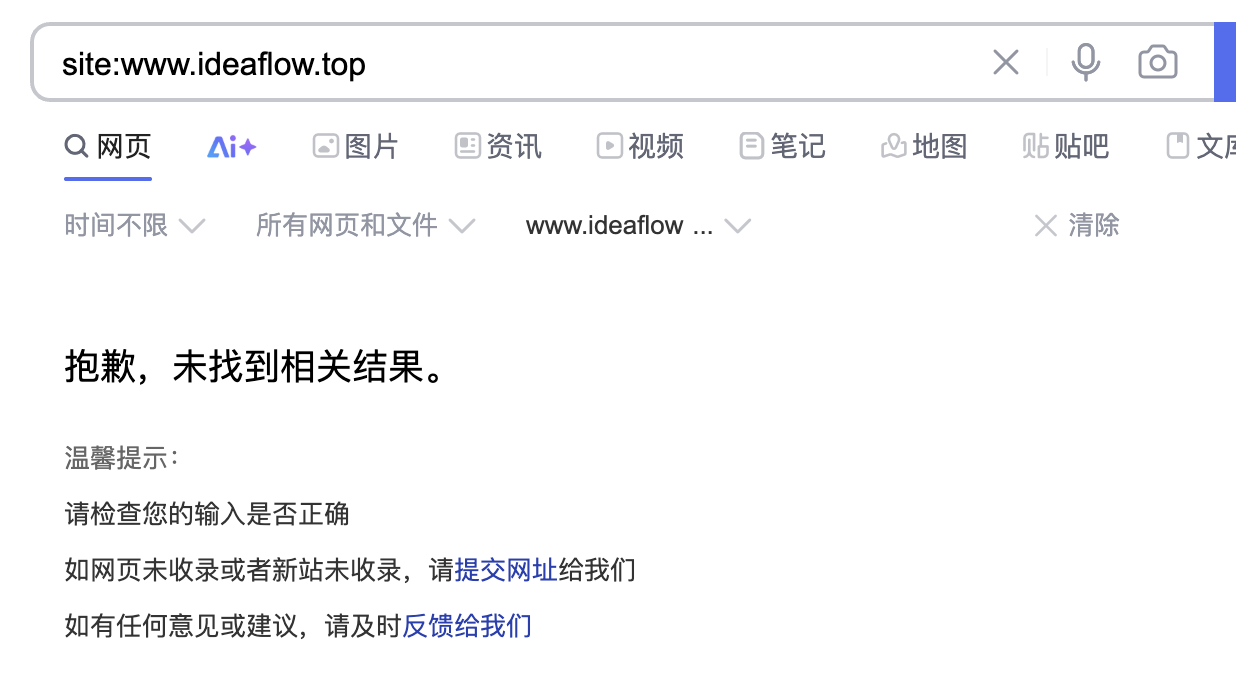 site:www.ideaflow.top
网页 Ai 图片 资讯 视频 笔记 地图 贴贴吧 文
时间不限 所有网页和文件 www.ideaflow ... 清除
抱歉，未找到相关结果。
温馨提示：
请检查您的输入是否正确
如网页未收录或者新站未收录，请提交网址给我们
如有任何意见或建议，请及时反馈给我们